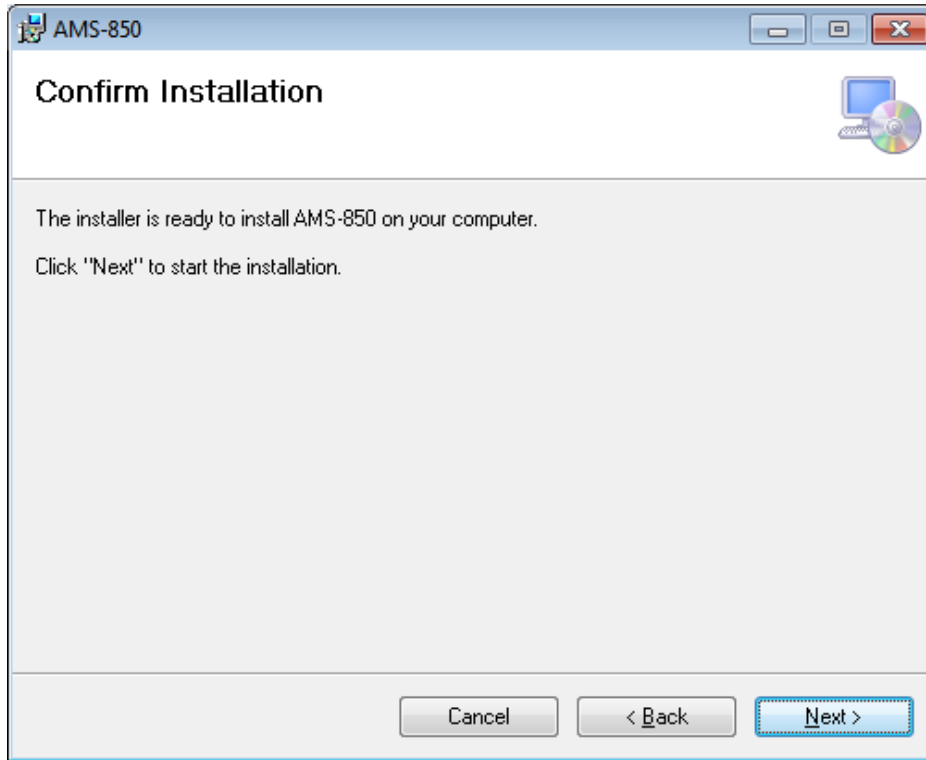 AMS-850
Confirm Installation
The installer is ready to install AMS-850 on your computer.
Click "Next" to start the installation.
Cancel
< Back
Next >